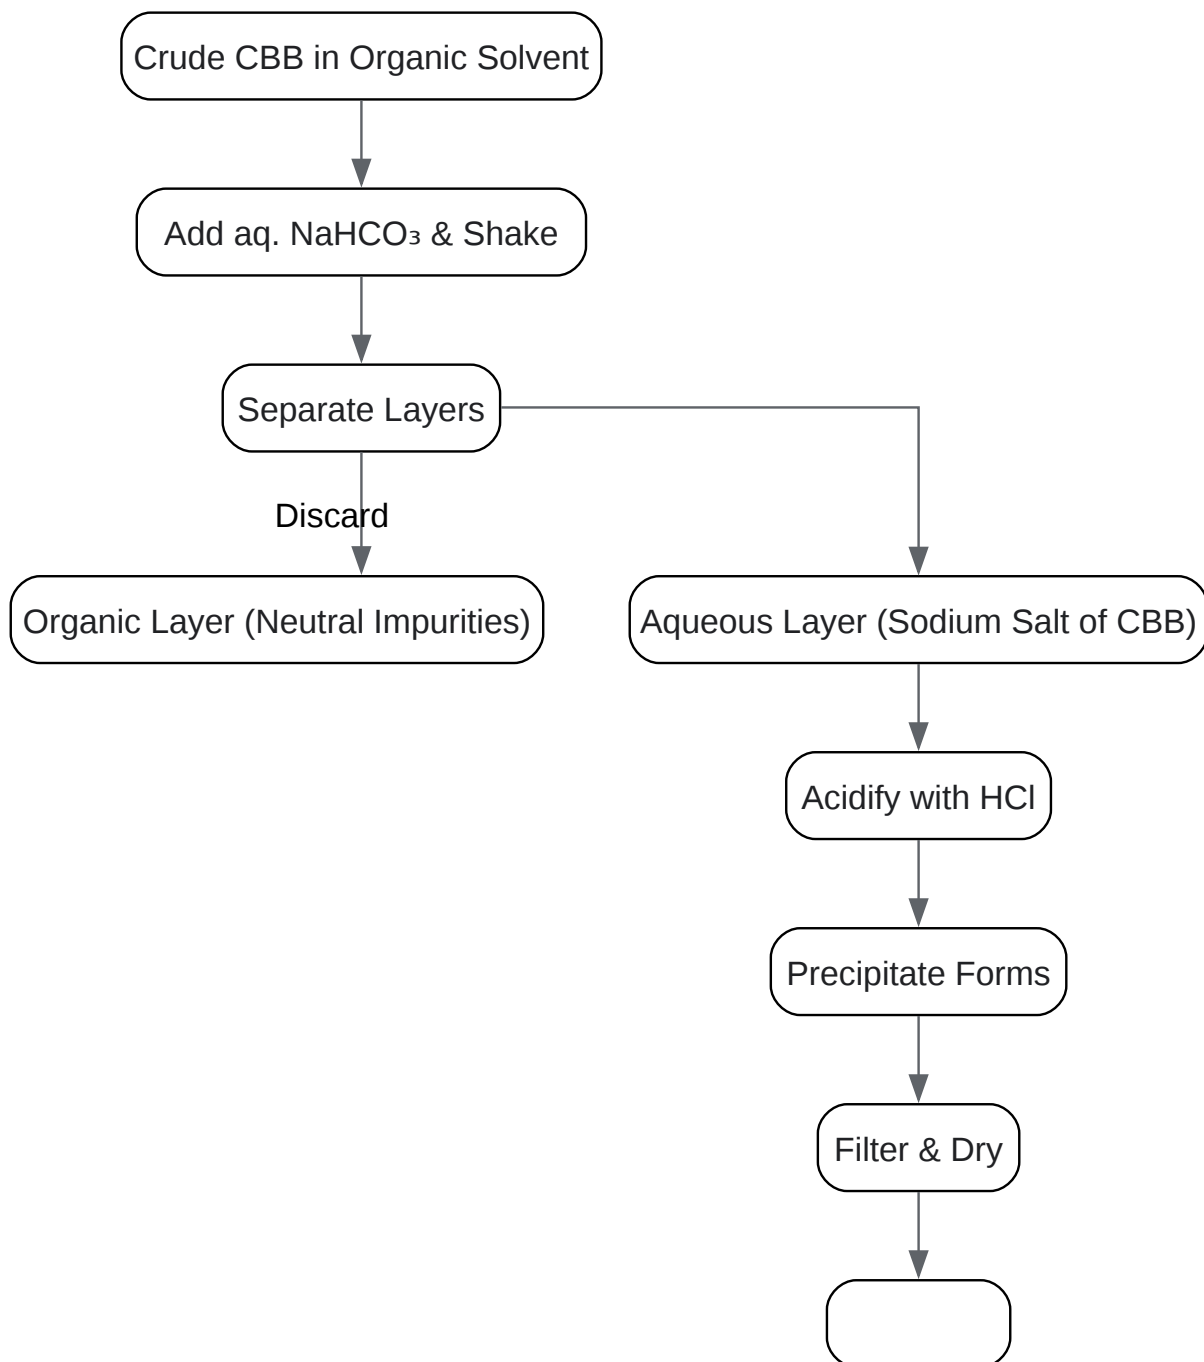 Crude CBB in Organic Solvent
Add aq. NaHCO₃ & Shake
Separate Layers
Discard
Organic Layer (Neutral Impurities)
Aqueous Layer (Sodium Salt of CBB)
Acidify with HCl
Precipitate Forms
Filter & Dry